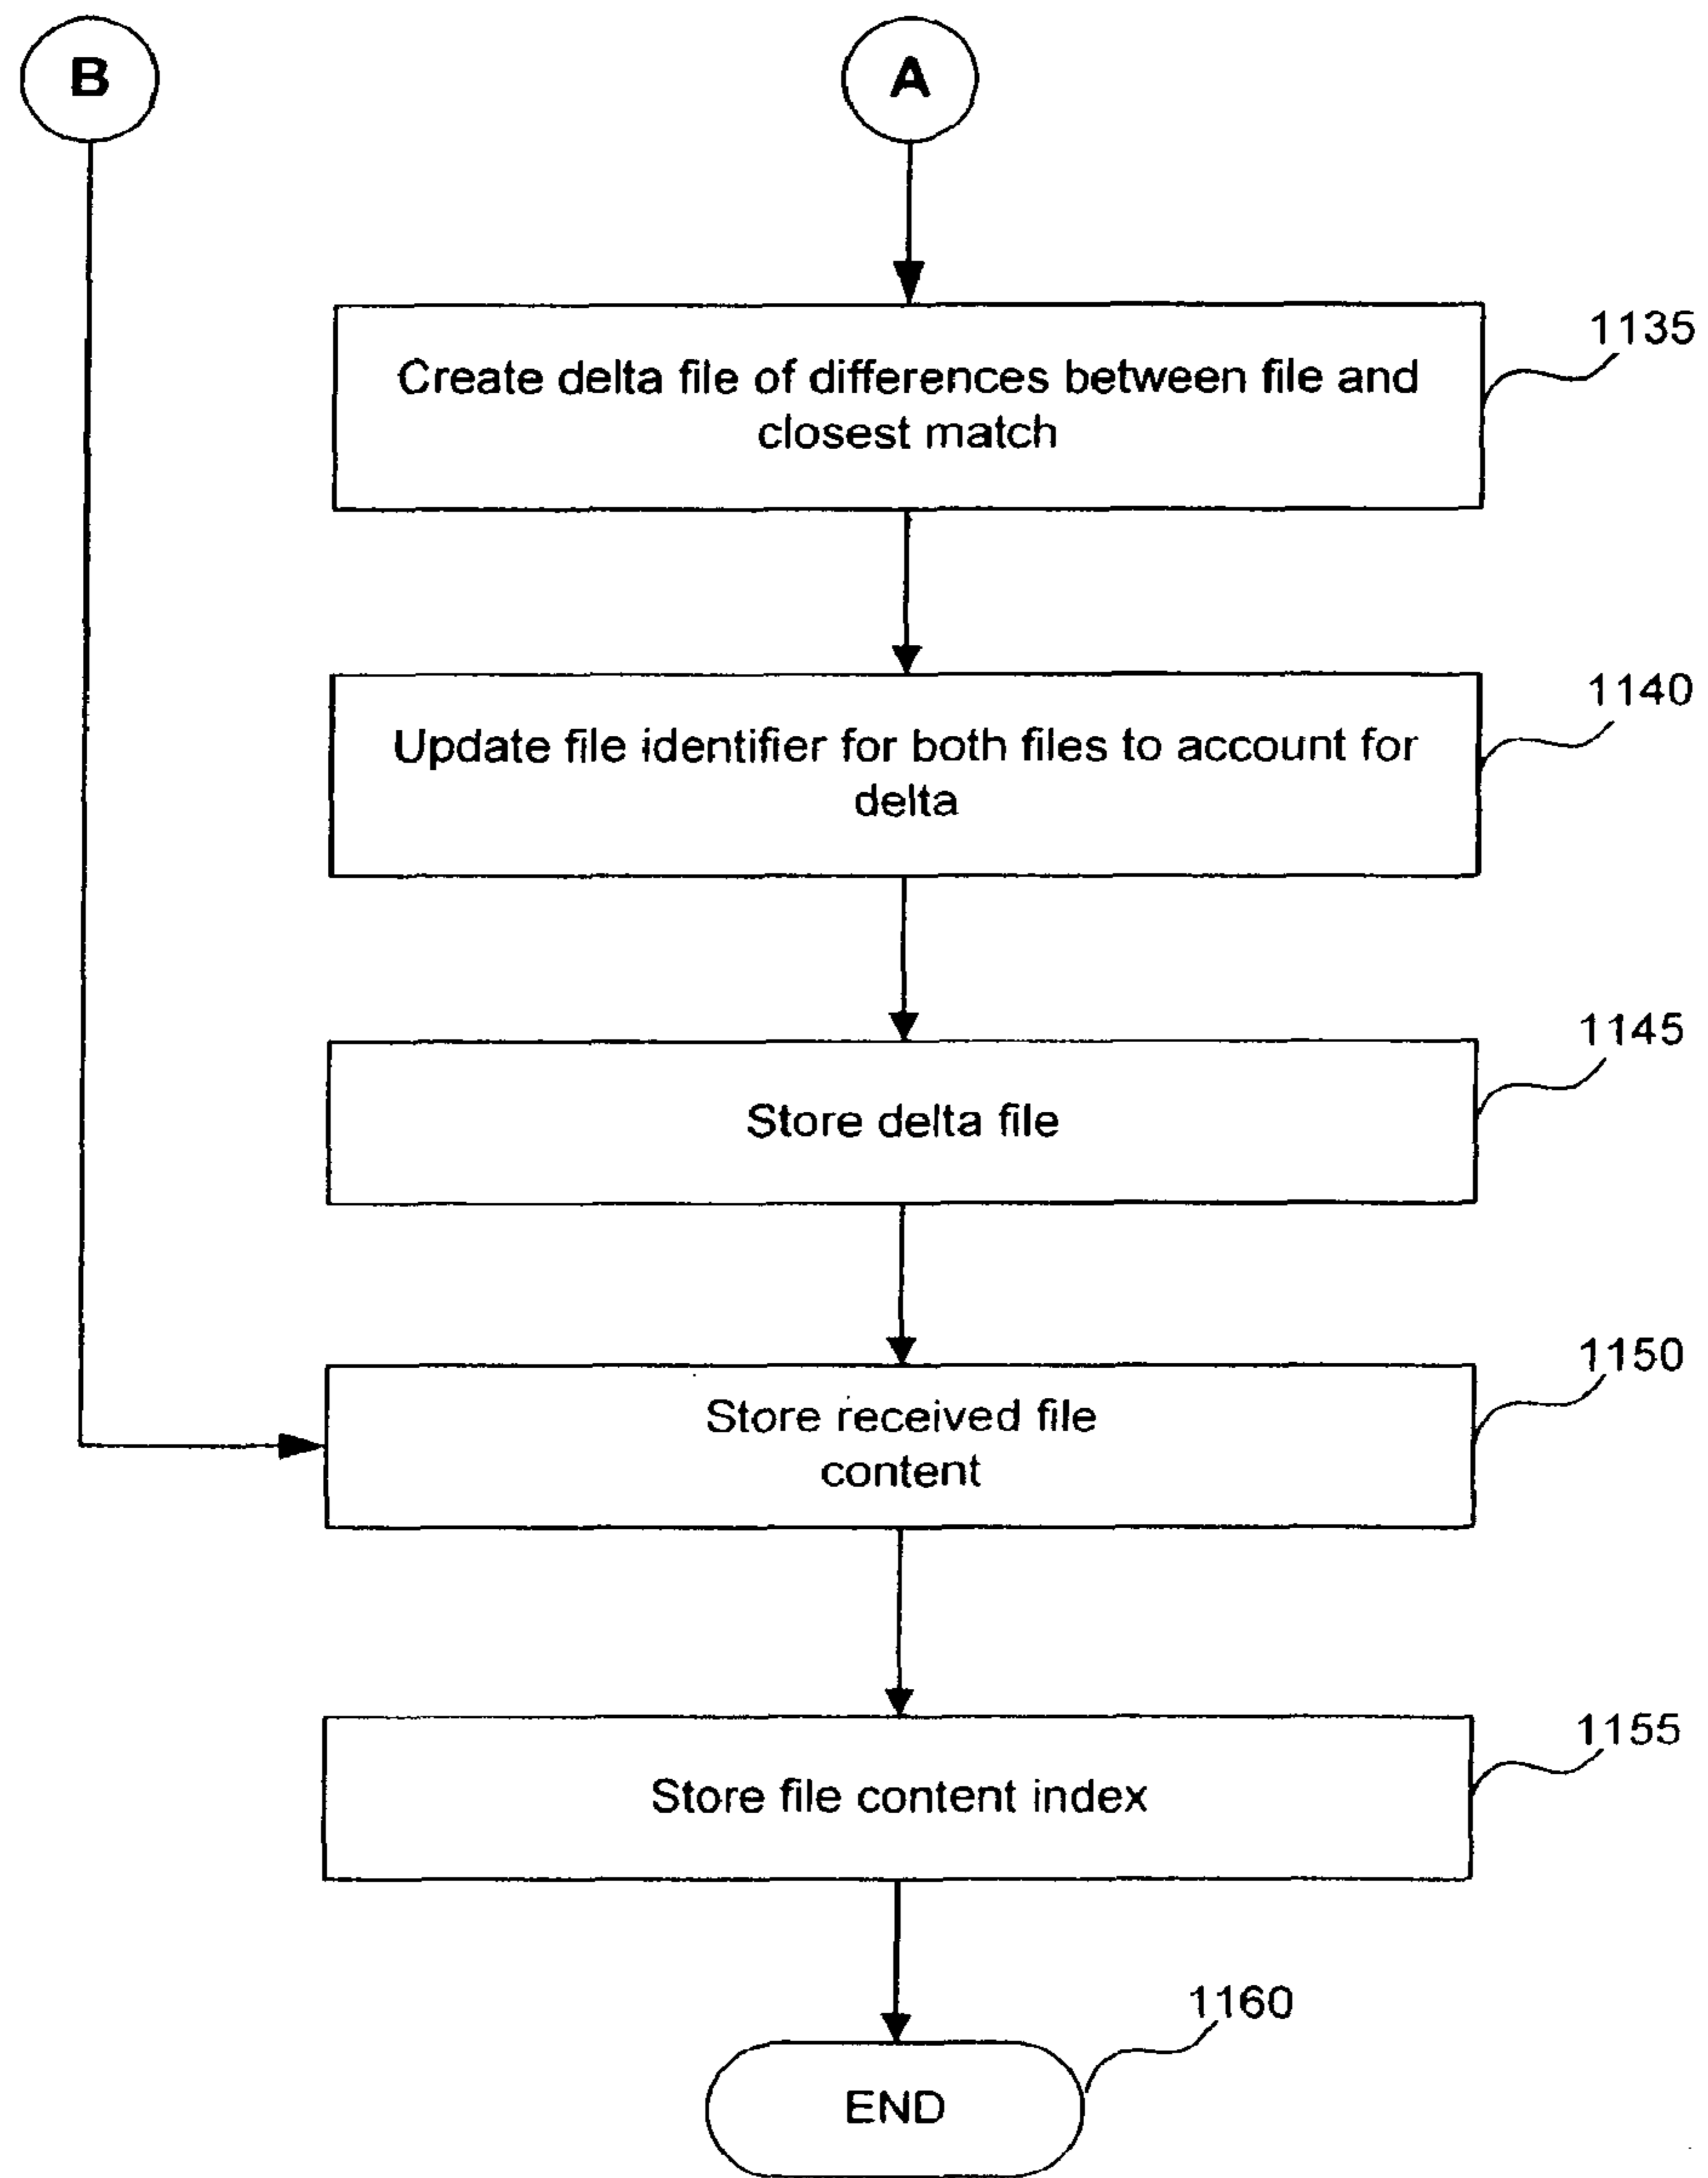 B
A
1135
Create delta file of differences between file and
closest match
1140
Update file identifier for both files to account for
delta
1145
Store delta file
1150
Store received file
content
1155
Store file content index
1160
END